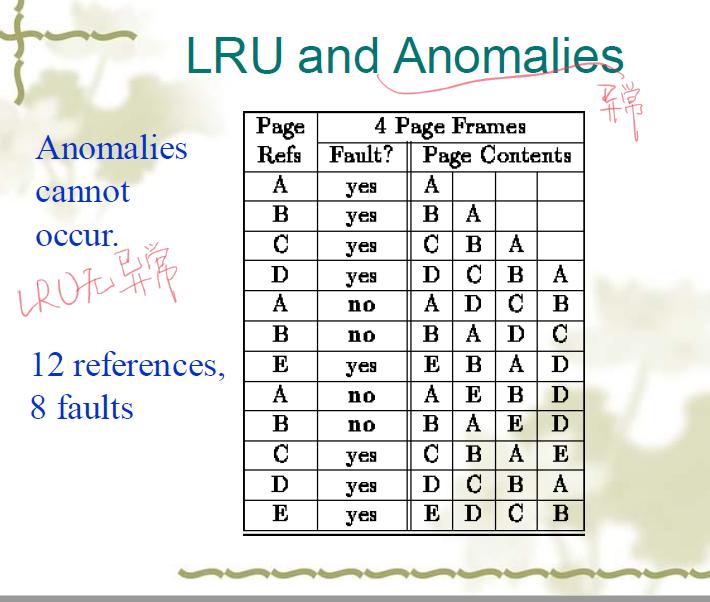 LRU and Anomalies
异常
Anomalies
cannot
occur.
LRU无异常
12 references,
8 faults
Page Refs 4 Page Frames
Fault? Page Contents
A yes A
B yes B A
C yes C B A
D yes D C B A
A no A D C B
B no B A D C
E yes E B A D
A no A E B D
B no B A E D
C yes C B A E
D yes D C B A
E yes E D C B